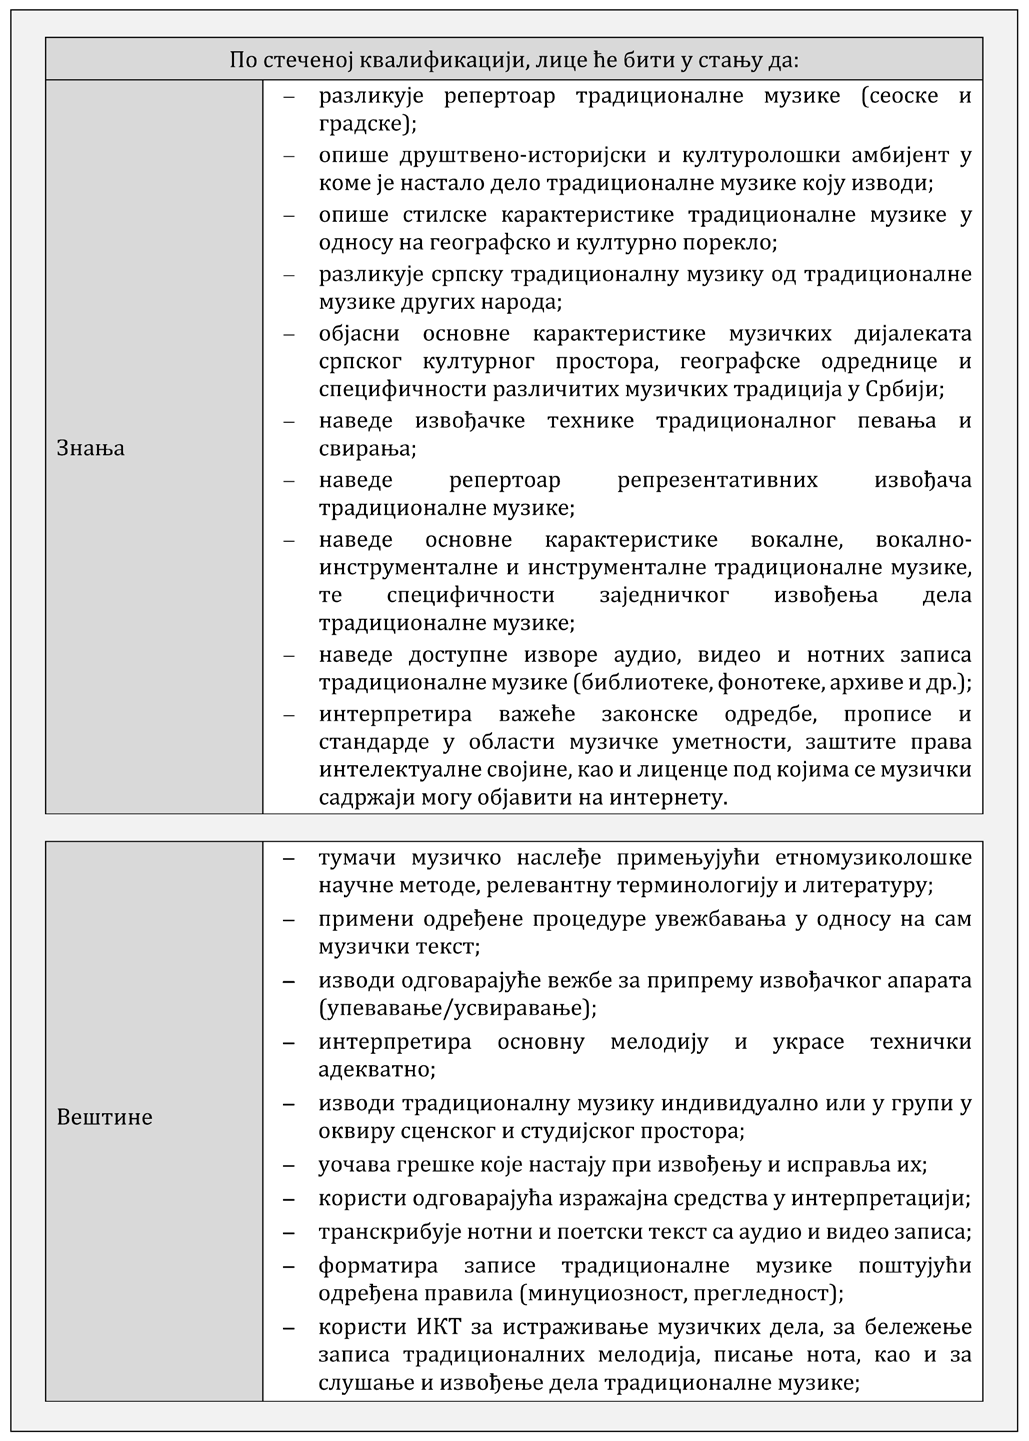 По стеченој квалификацији, лице ће бити у стању да:
Знања
– разликује репертоар традиционалне музике (сеоске и
градске);
– опише друштвено-историјски и културолошки амбијент у
коме је настало дело традиционалне музике коју изводи;
– опише стилске карактеристике традиционалне музике у
односу на географско и културно порекло;
– разликује српску традиционалну музику од традиционалне
музике других народа;
– објасни основне карактеристике музичких дијалеката
српског културног простора, географске одреднице и
специфичности различитих музичких традиција у Србији;
– наведе извођачке технике традиционалног певања и
свирања;
– наведе репертоар репрезентативних извођача
традиционалне музике;
– наведе основне карактеристике вокалне, вокално-
инструменталне и инструменталне традиционалне музике,
те специфичности заједничког извођења дела
традиционалне музике;
– наведе доступне изворе аудио, видео и нотних записа
традиционалне музике (библиотеке, фонотеке, архиве и др.);
– интерпретира важеће законске одредбе, прописе и
стандарде у области музичке уметности, заштите права
интелектуалне својине, као и лиценце под којима се музички
садржаји могу објавити на интернету.
Вештине
– тумачи музичко наслеђе примењујући етномузиколошке
научне методе, релевантну терминологију и литературу;
– примени одређене процедуре увежбавања у односу на сам
музички текст;
– изводи одговарајуће вежбе за припрему извођачког апарата
(упевавање/усвиравање);
– интерпретира основну мелодију и украсе технички
адекватно;
– изводи традиционалну музику индивидуално или у групи у
оквиру сценског и студијског простора;
– уочава грешке које настају при извођењу и исправља их;
– користи одговарајућа изражајна средства у интерпретацији;
– транскрибује нотни и поетски текст са аудио и видео записа;
– форматира записе традиционалне музике поштујући
одређена правила (минуциозност, прегледност);
– користи ИКТ за истраживање музичких дела, за бележење
записа традиционалних мелодија, писање нота, као и за
слушање и извођење дела традиционалне музике;